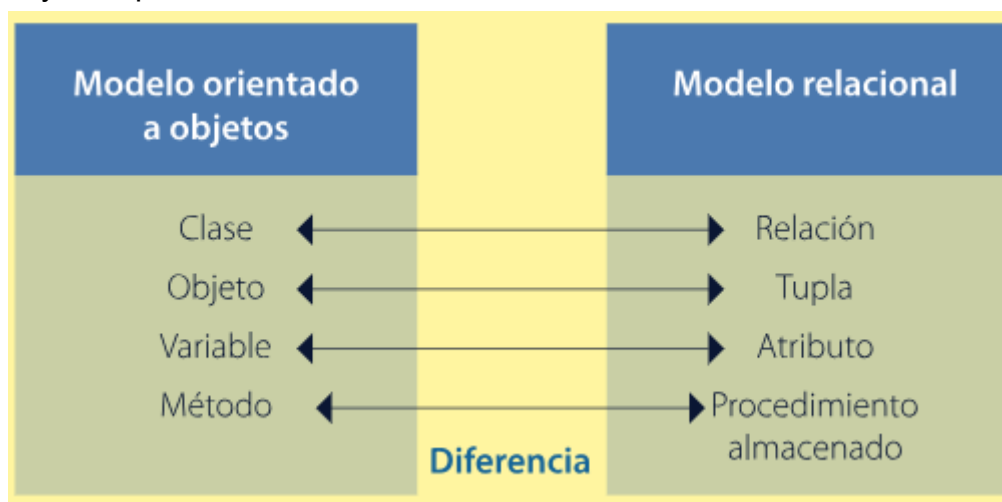 Modelo orientado
a objetos
Modelo relacional
Clase
Relación
Objeto
Tupla
Variable
Atributo
Método
Procedimiento
almacenado
Diferencia